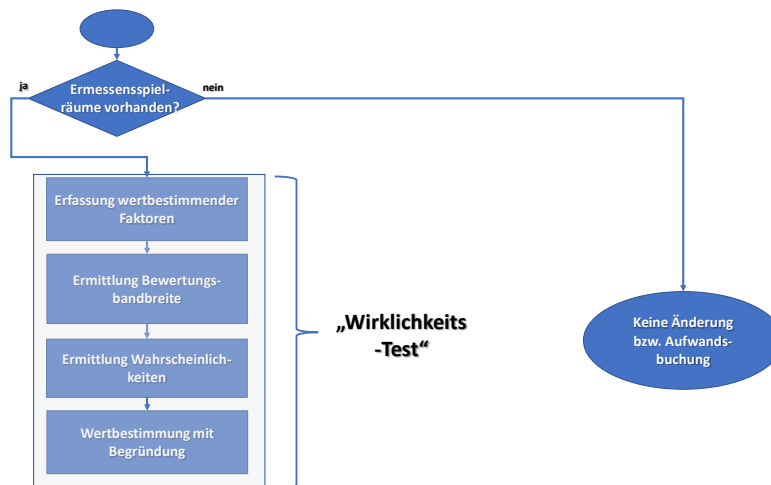 ja
Ermessensspiel-
räume vorhanden?
nein
Erfassung wertbestimmender
Faktoren
Ermittlung Bewertungs-
bandbreite
Ermittlung Wahrscheinlich-
keiten
Wertbestimmung mit
Begründung
„Wirklichkeits
-Test“
Keine Änderung
bzw. Aufwands-
buchung